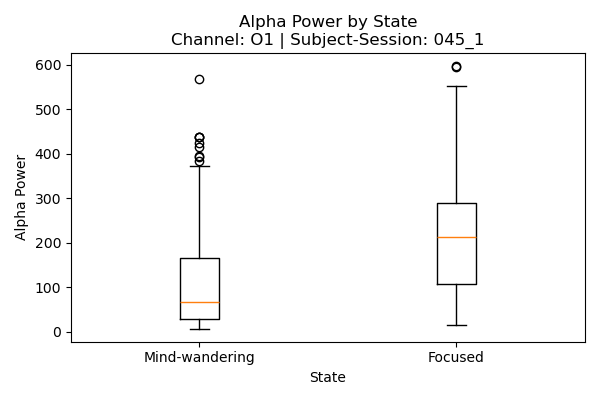 Alpha Power by State
Channel: O1 | Subject-Session: 045_1
600
500
400
300
200
100
0
Alpha Power
Mind-wandering
Focused
State